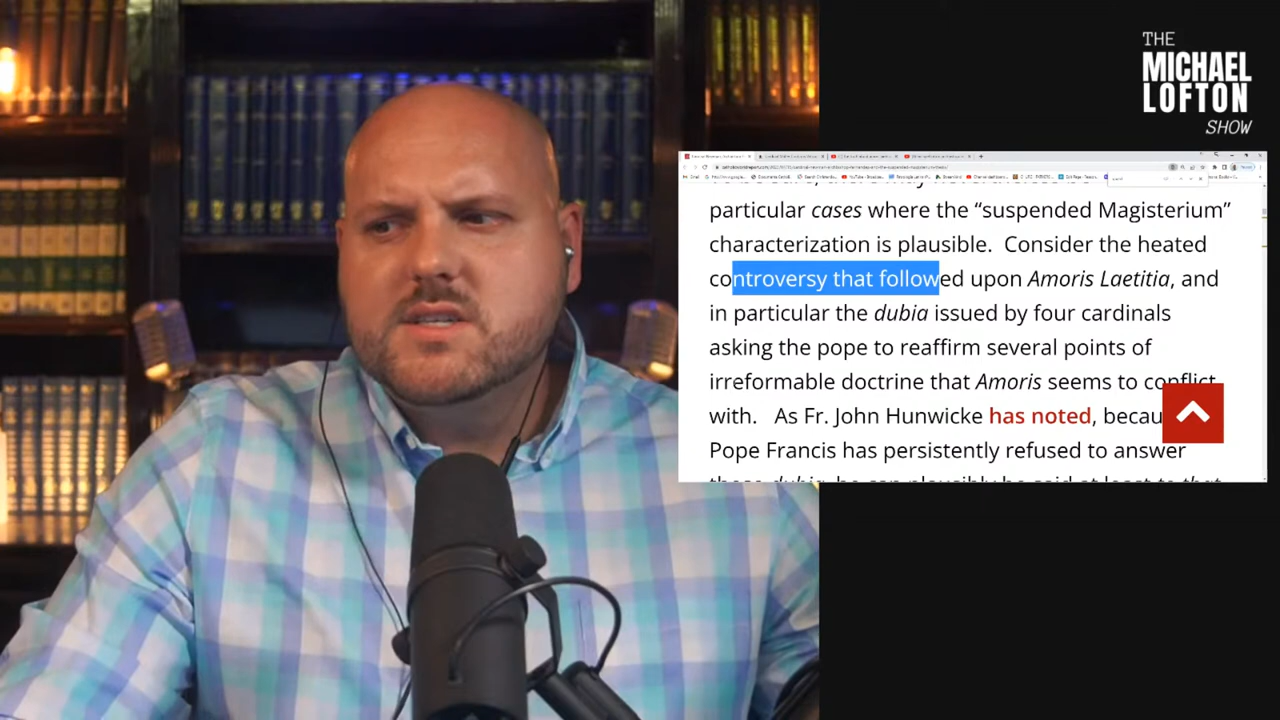 THE
MICHAEL
LOFTON
SHOW
particular cases where the “suspended Magisterium”
characterization is plausible.  Consider the heated
controversy that followed upon Amoris Laetitia, and
in particular the dubia issued by four cardinals
asking the pope to reaffirm several points of
irreformable doctrine that Amoris seems to conflict
with.   As Fr. John Hunwicke has noted, becau
Pope Francis has persistently refused to answer